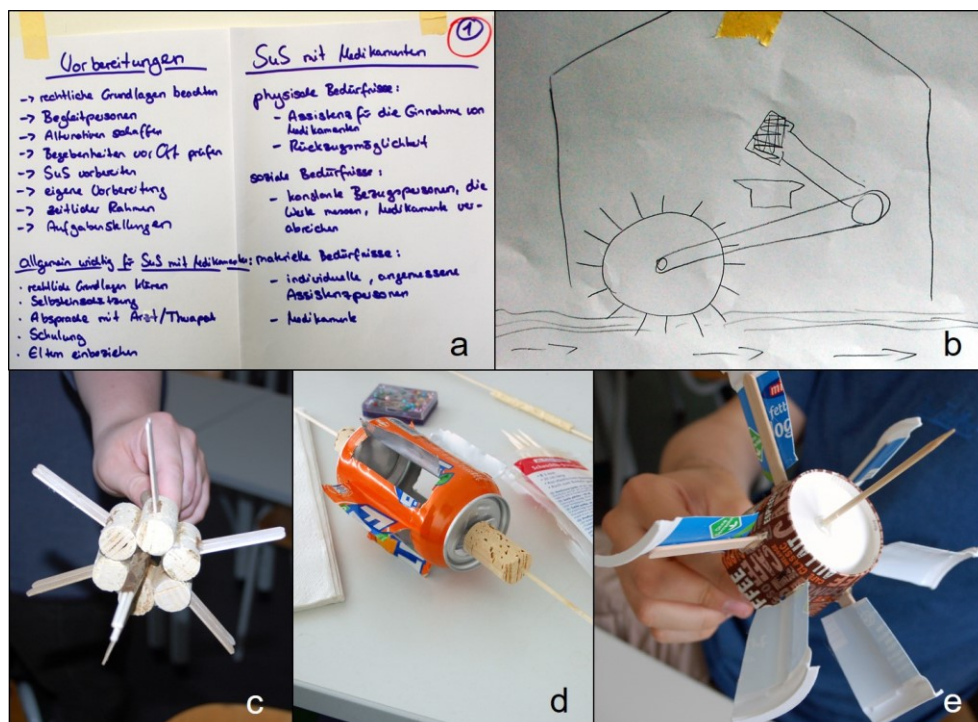 Vorbereitungen
-> rechtliche Grundlagen beachten
-> Begleitpersonen
-> Alternativen schaffen
-> Begebenheiten vor Ort prüfen
-> SuS vorbereiten
-> eigene Vorbereitung
-> zeitlicher Rahmen
-> Aufgabenstellungen
allgemein wichtig für SuS mit Medikamenten:
· rechtliche Grundlagen klären
· Selbsteinschätzung
· Absprache mit Arzt/Therapeut
· Schulung
· Eltern einbeziehen
1
SuS mit Medikamenten
physische Bedürfnisse:
- Assistenz für die Einnahme von
Medikamenten
- Rückzugsmöglichkeit
soziale Bedürfnisse:
- konstante Bezugspersonen, die
Werte messen, Medikamente ver-
abreichen
materielle Bedürfnisse:
- individuelle, angemessene
Assistenzpersonen
- Medikamente
a
b
c
d
e
COFFEE